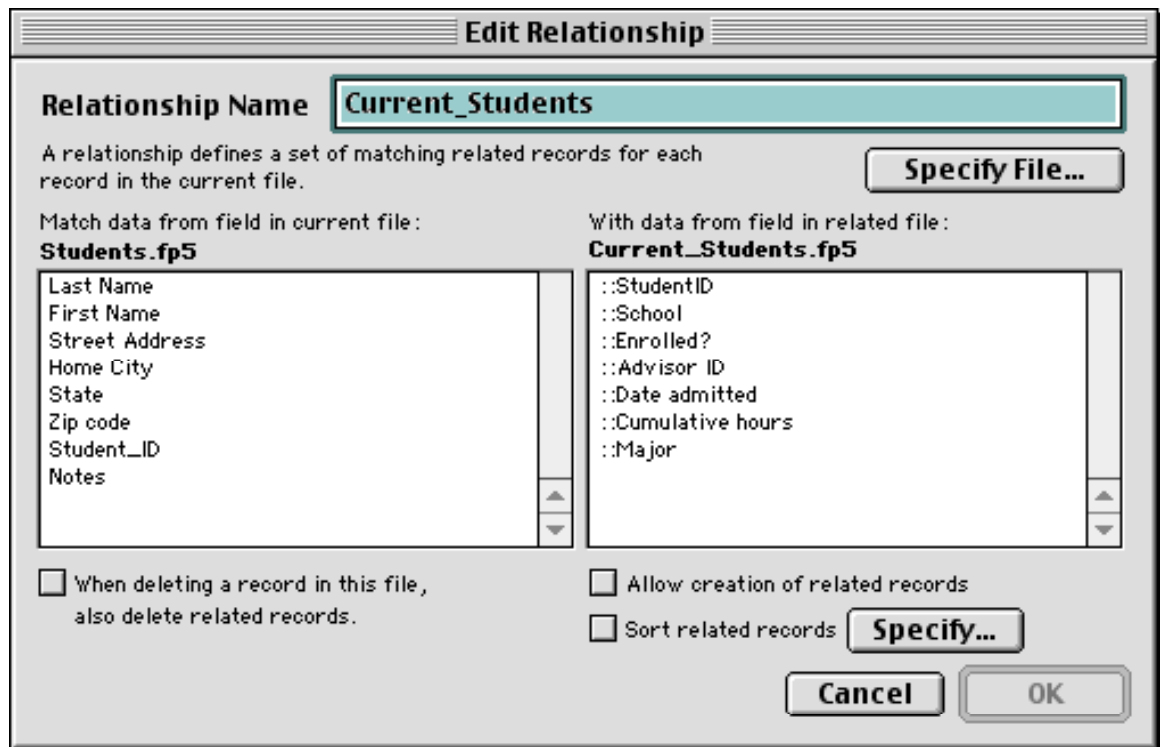 Edit Relationship
Relationship Name Current_Students
A relationship defines a set of matching related records for each
record in the current file.
Specify File...
Match data from field in current file:
Students.fp5
Last Name
First Name
Street Address
Home City
State
Zip code
Student_ID
Notes
With data from field in related file:
Current_Students.fp5
::StudentID
::School
::Enrolled?
::Advisor ID
::Date admitted
::Cumulative hours
::Major
When deleting a record in this file,
also delete related records.
Allow creation of related records
Sort related records Specify...
Cancel OK